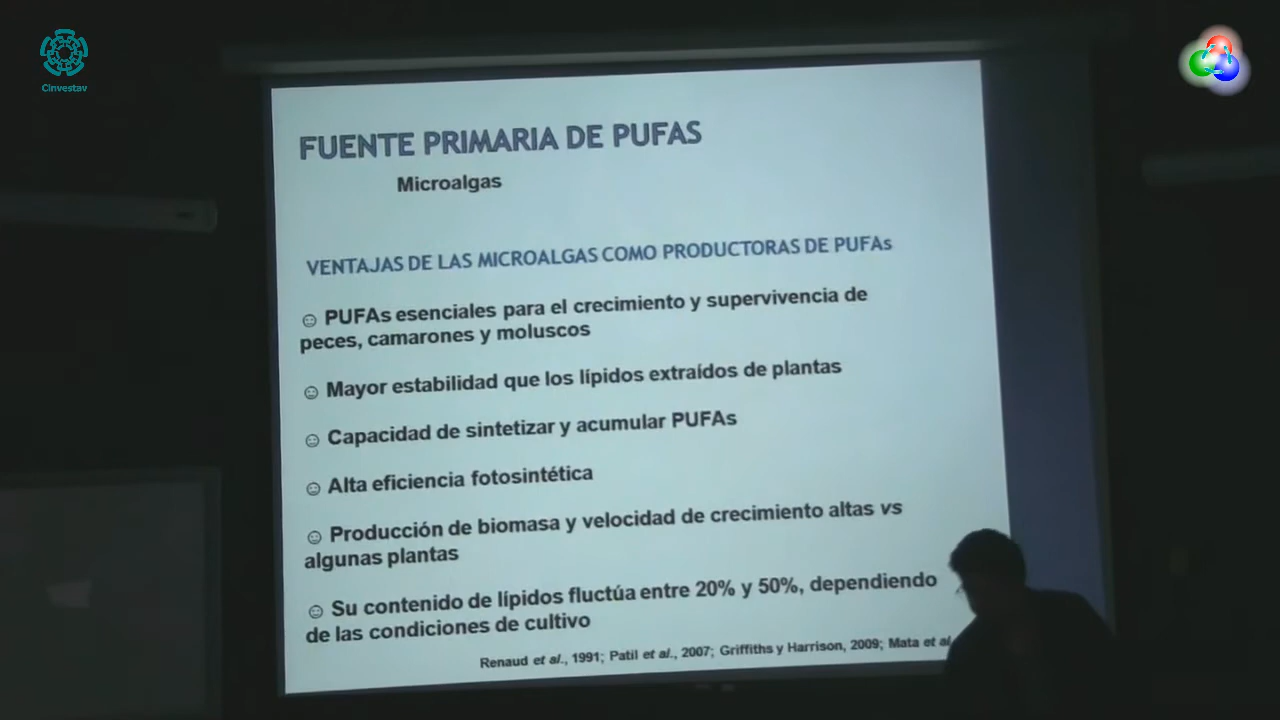 Cinvestav
FUENTE PRIMARIA DE PUFAS
Microalgas
VENTAJAS DE LAS MICROALGAS COMO PRODUCTORAS DE PUFAs
☺ PUFAs esenciales para el crecimiento y supervivencia de
peces, camarones y moluscos
☺ Mayor estabilidad que los lípidos extraídos de plantas
☺ Capacidad de sintetizar y acumular PUFAs
☺ Alta eficiencia fotosintética
☺ Producción de biomasa y velocidad de crecimiento altas vs
algunas plantas
☺ Su contenido de lípidos fluctúa entre 20% y 50%, dependiendo
de las condiciones de cultivo
Renaud et al., 1991; Patil et al., 2007; Griffiths y Harrison, 2009; Mata et al